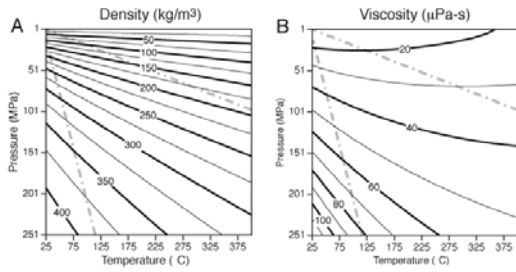 A
Density (kg/m³)
1
51
101
151
201
251
Pressure (MPa)
50
100
150
200
250
300
350
400
25 75 125 175 225 275 325 375
Temperature ( C)
B
Viscosity (μPa-s)
1
51
101
151
201
251
Pressure (MPa)
20
40
60
80
100
25 75 125 175 225 275 325 375
Temperature ( C)